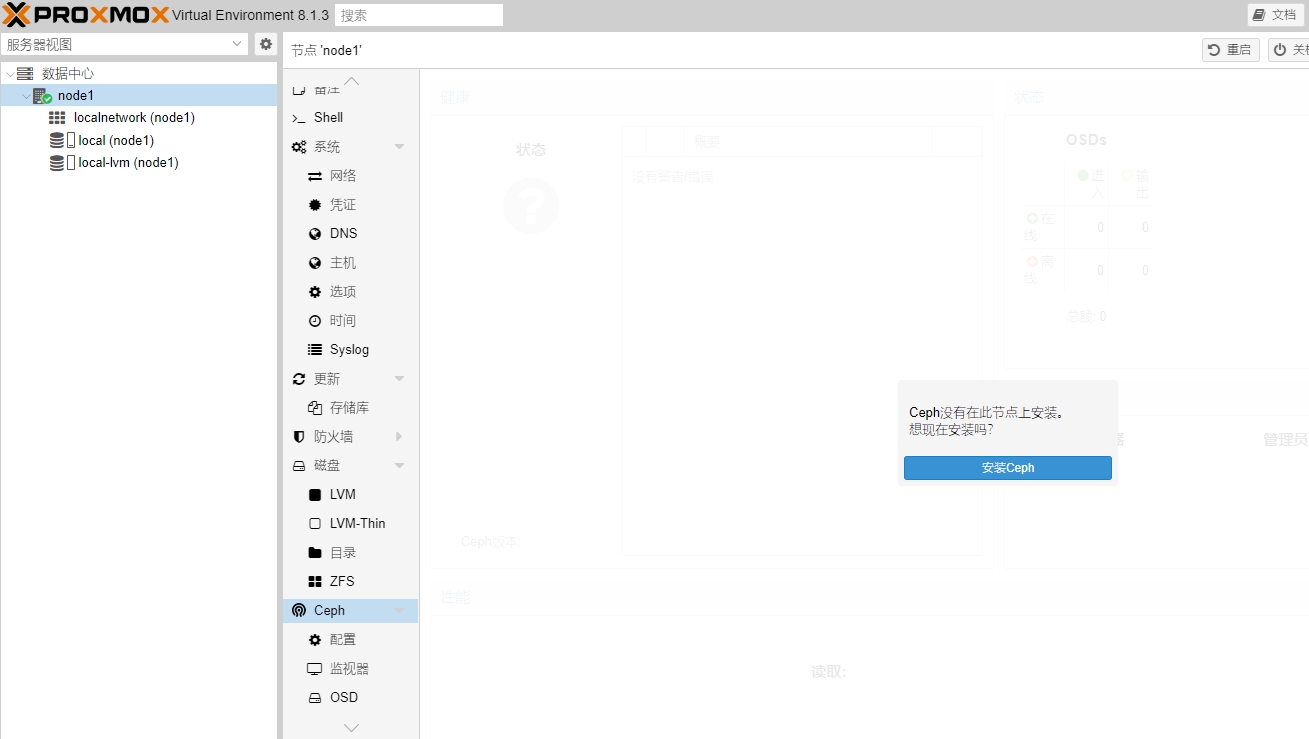 PROXMOX Virtual Environment 8.1.3 搜索 文档
服务器视图
节点 'node1' 重启
数据中心
node1
localnetwork (node1)
local (node1)
local-lvm (node1)
备注
Shell
系统
网络
凭证
DNS
主机
选项
时间
Syslog
更新
存储库
防火墙
磁盘
LVM
LVM-Thin
目录
ZFS
Ceph
配置
监视器
OSD
健康
状态
状态
概要
没有警告/错误
OSDs
进入
输出
在线 0 0
离线 0 0
总额: 0
Ceph没有在此节点上安装。
想现在安装吗?
安装Ceph
管理员
Ceph版本:
性能
读取: